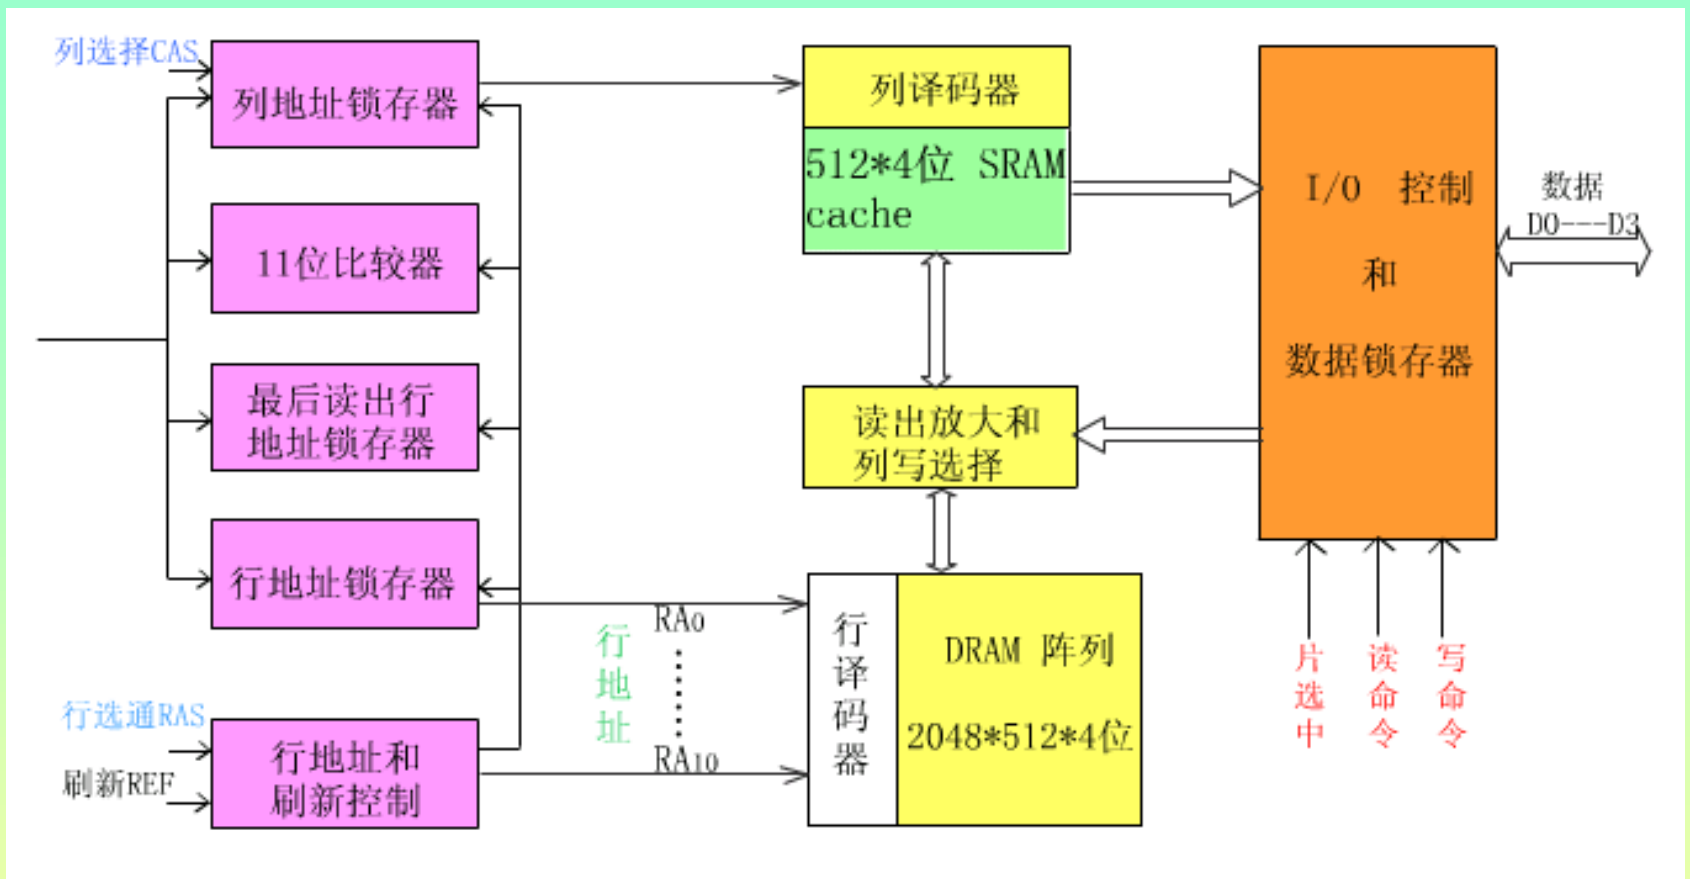 列选择CAS
列地址锁存器
11位比较器
最后读出行
地址锁存器
行地址锁存器
行选通RAS
刷新REF
行地址和
刷新控制
行地址
RA0
RA10
列译码器
512*4位 SRAM
cache
读出放大和
列写选择
行译码器
DRAM 阵列
2048*512*4位
I/O 控制
和
数据锁存器
数据
D0---D3
片选中
读命令
写命令